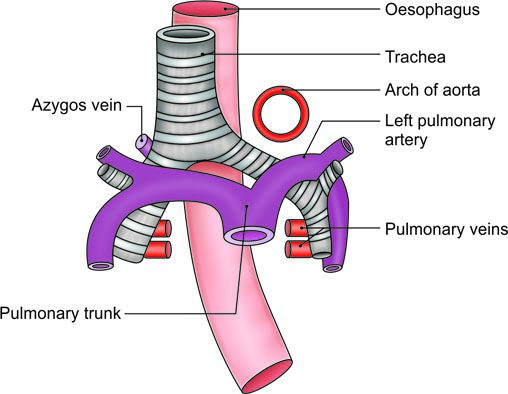 Oesophagus
Trachea
Arch of aorta
Azygos vein
Left pulmonary
artery
Pulmonary veins
Pulmonary trunk